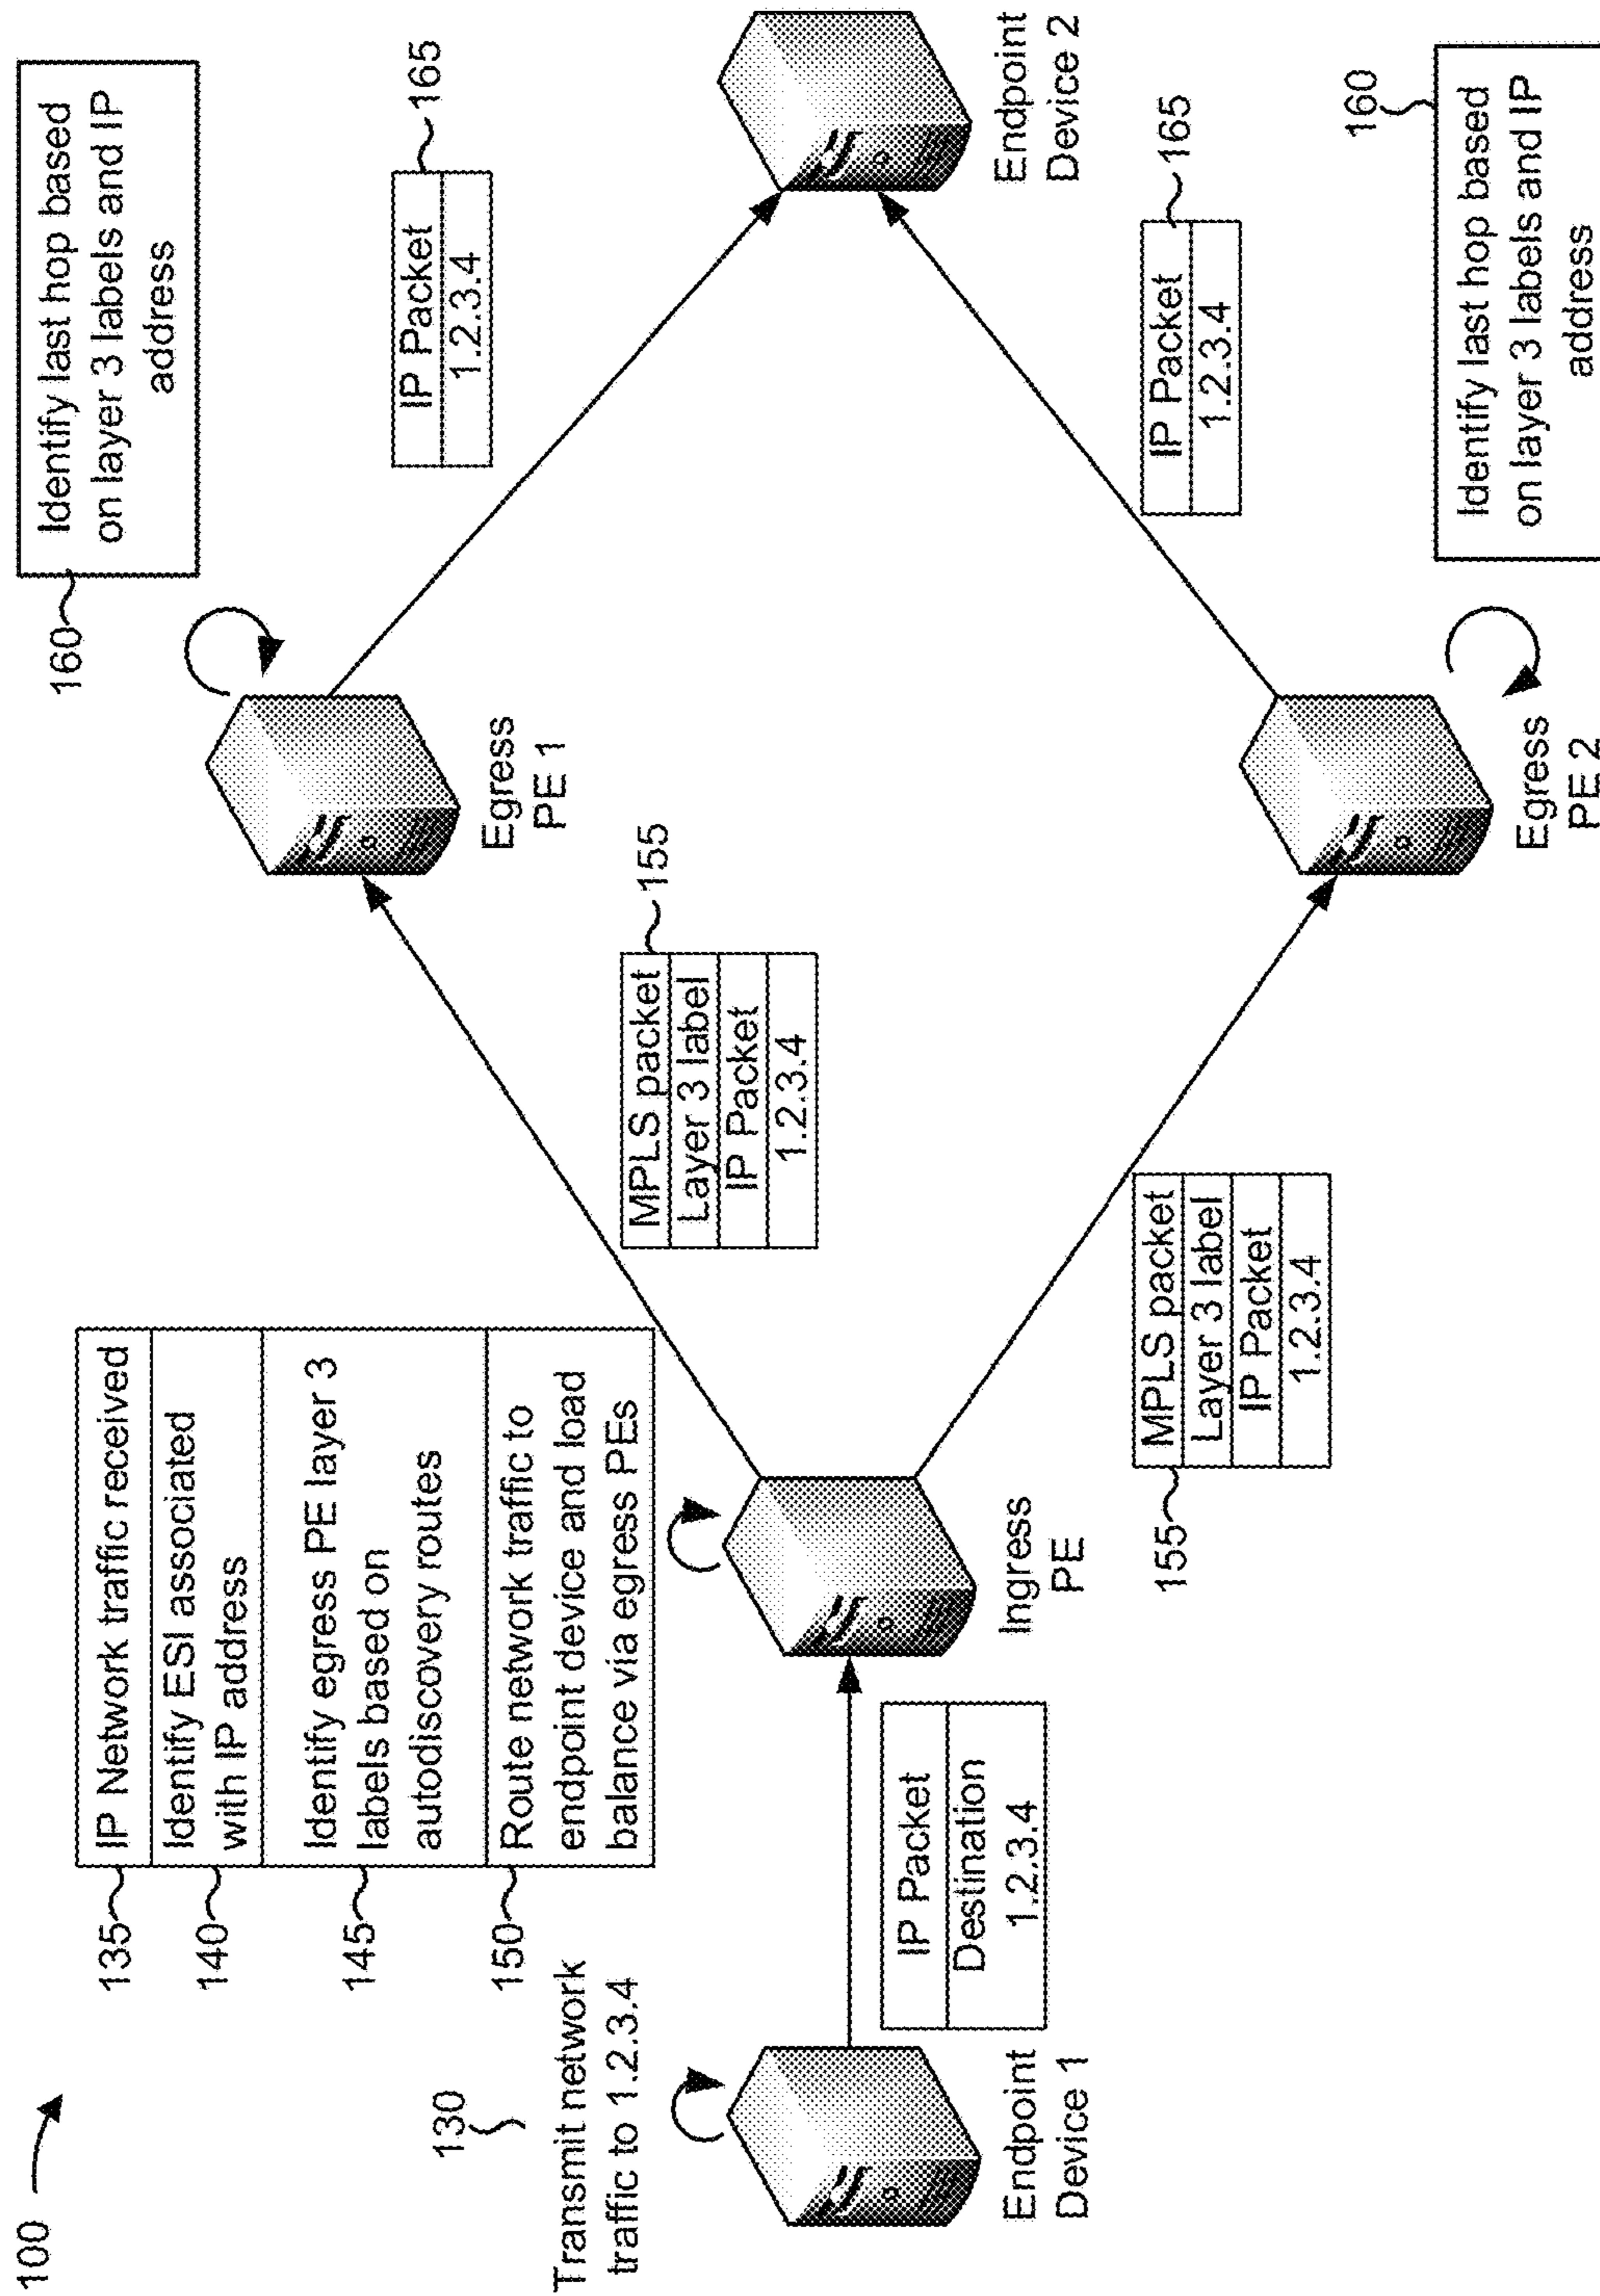 100
130
Transmit network
traffic to 1.2.3.4
Endpoint
Device 1
IP Packet
Destination
1.2.3.4
135
IP Network traffic received
140
Identify ESI associated
with IP address
145
Identify egress PE layer 3
labels based on
autodiscovery routes
150
Route network traffic to
endpoint device and load
balance via egress PEs
Ingress
PE
MPLS packet
Layer 3 label
IP Packet
1.2.3.4
155
155
MPLS packet
Layer 3 label
IP Packet
1.2.3.4
Egress
PE 1
160
Identify last hop based
on layer 3 labels and IP
address
IP Packet
1.2.3.4
165
Egress
PE 2
160
Identify last hop based
on layer 3 labels and IP
address
IP Packet
1.2.3.4
165
Endpoint
Device 2